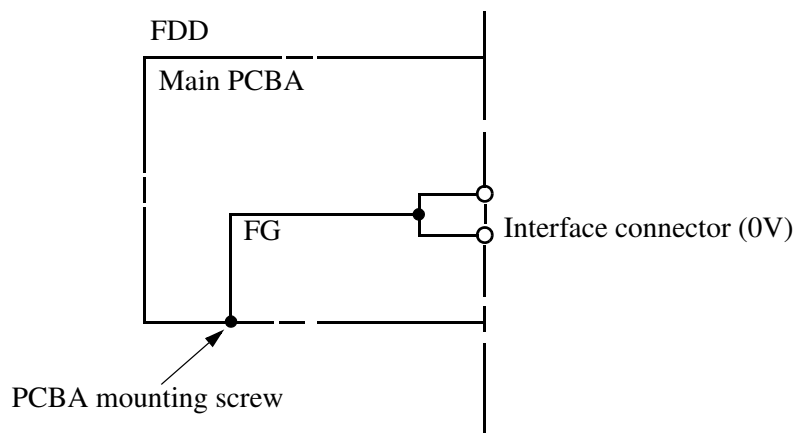 FDD
Main PCBA
FG
Interface connector (0V)
PCBA mounting screw